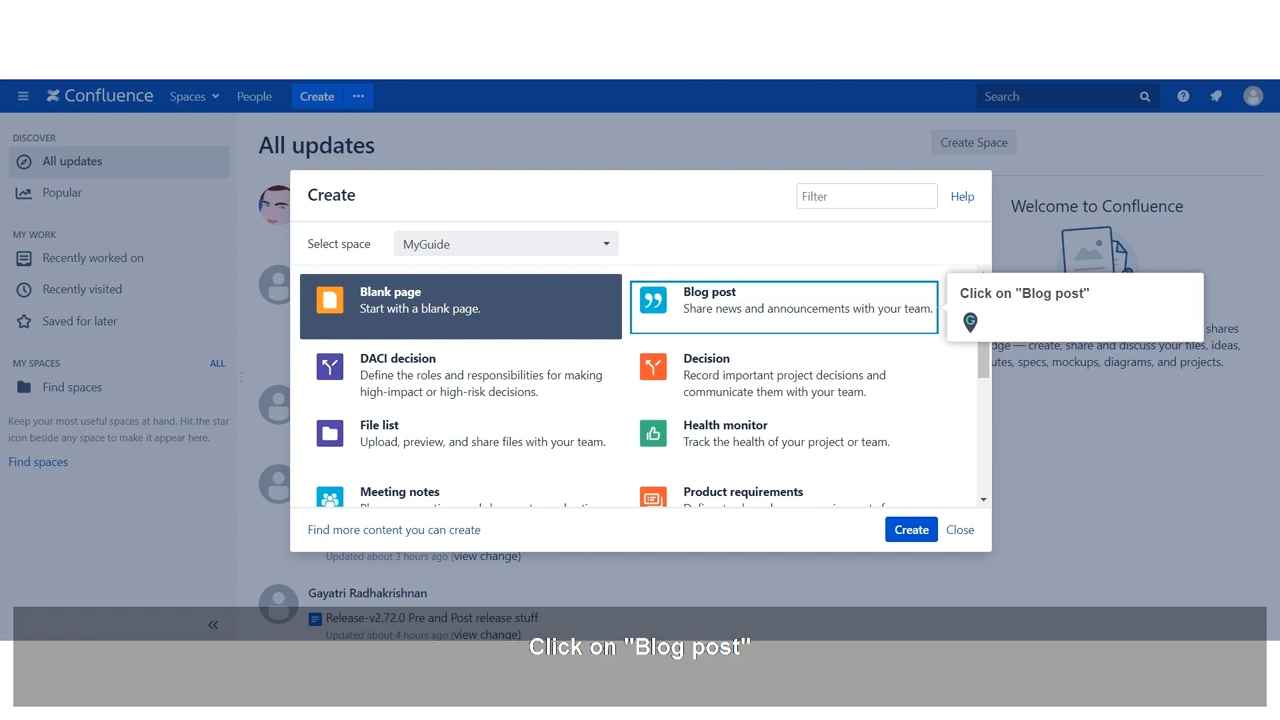 Confluence Spaces People Create ··· Search
DISCOVER
All updates
Popular
MY WORK
Recently worked on
Recently visited
Saved for later
MY SPACES ALL
Find spaces
Keep your most useful spaces at hand. Hit the star
icon beside any space to make it appear here.
Find spaces
All updates
Create Space
Welcome to Confluence
Create
Filter
Help
Select space
MyGuide
Blank page
Start with a blank page.
Blog post
Share news and announcements with your team.
Click on "Blog post"
DACI decision
Define the roles and responsibilities for making
high-impact or high-risk decisions.
Decision
Record important project decisions and
communicate them with your team.
File list
Upload, preview, and share files with your team.
Health monitor
Track the health of your project or team.
Meeting notes
Product requirements
Find more content you can create
Create
Close
shares
— create, share and discuss your files, ideas,
specs, mockups, diagrams, and projects.
Updated about 3 hours ago (view change)
Gayatri Radhakrishnan
Release-v2.72.0 Pre and Post release stuff
Updated about 4 hours ago (view change)
Click on "Blog post"